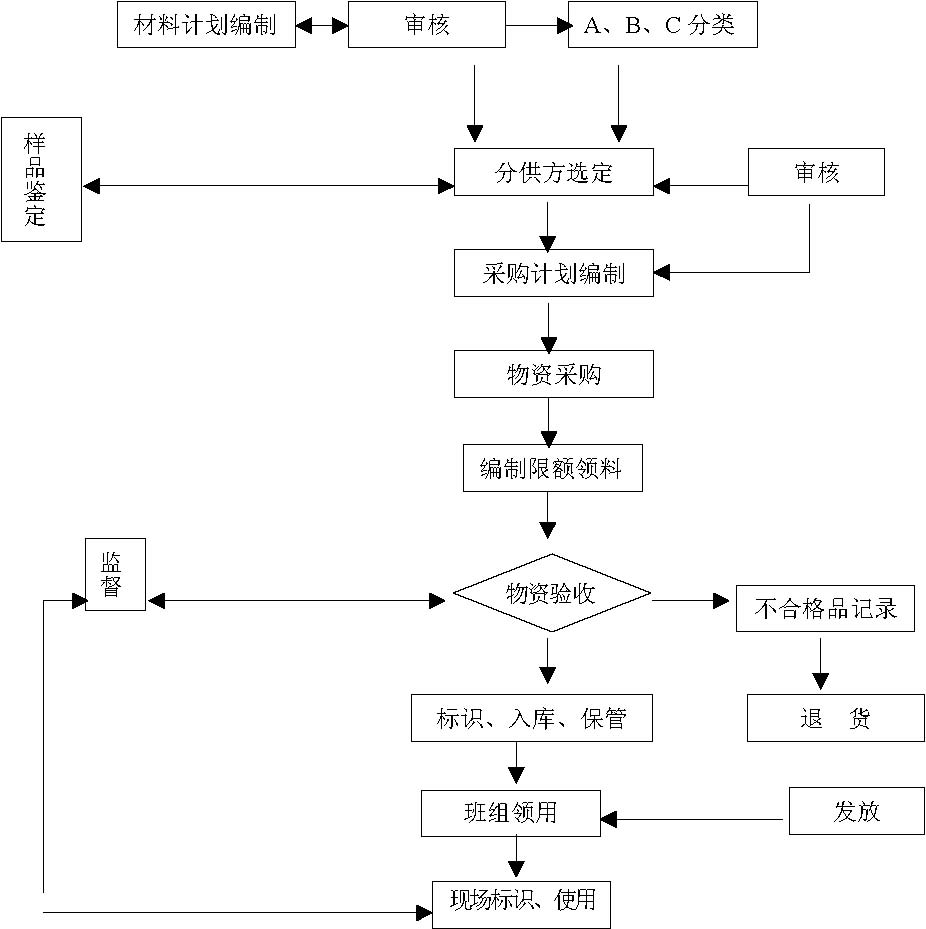 材料计划编制
审核
A、B、C 分类
样品鉴定
分供方选定
审核
采购计划编制
物资采购
编制限额领料
监督
物资验收
不合格品记录
标识、入库、保管
退 货
班组领用
发放
现场标识、使用